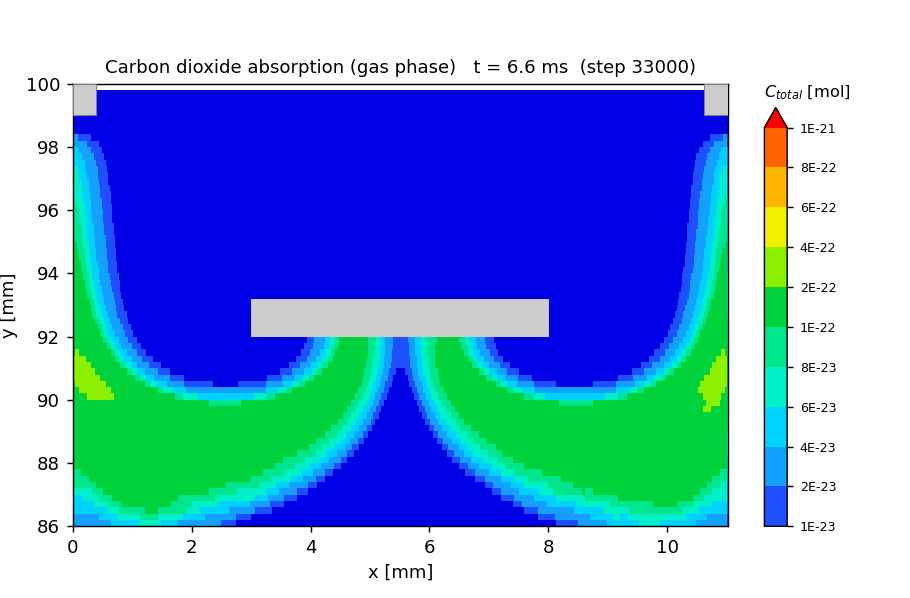 Carbon dioxide absorption (gas phase)   t = 6.6 ms  (step 33000)
C_total [mol]
100
98
96
94
92
90
88
86
y [mm]
0 2 4 6 8 10
x [mm]
1E-21
8E-22
6E-22
4E-22
2E-22
1E-22
8E-23
6E-23
4E-23
2E-23
1E-23